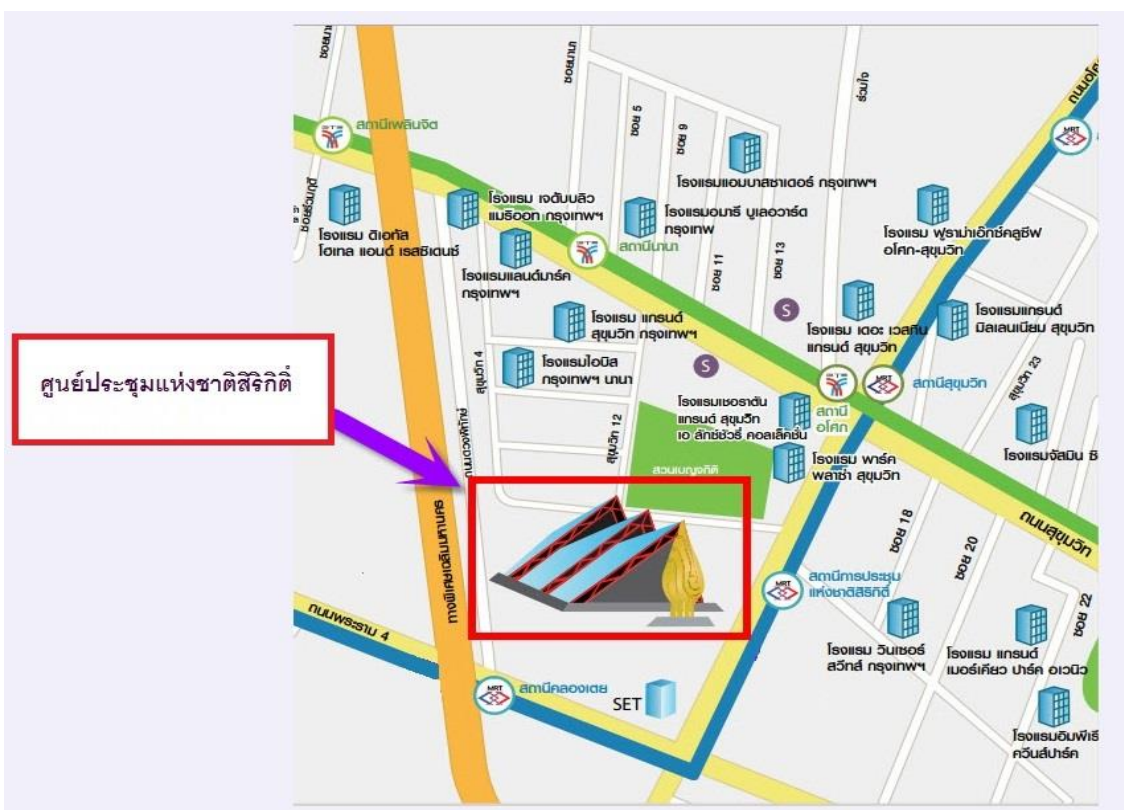 ซอยนานา
ซอยนานา
ซอย 5
ซอย 9
ร่วมใจ
BTS
สถานีเพลินจิต
MRT
โรงแรมแอมบาสซาเดอร์ กรุงเทพฯ
ซอยร่วมฤดี
โรงแรม ดิเอทัส
โฮเทล แอนด์ เรสซิเดนซ์
โรงแรม เจดับบลิว
แมริออท กรุงเทพฯ
โรงแรมอมารี บูเลอวาร์ด
กรุงเทพ
โรงแรม ฟูราม่าเอ็กซ์คลูซีฟ
อโศก-สุขุมวิท
BTS
สถานีนานา
โรงแรมแลนด์มาร์ค
กรุงเทพฯ
ซอย 11
ซอย 13
S
โรงแรม แกรนด์
สุขุมวิท กรุงเทพฯ
โรงแรม เดอะ เวสทิน
แกรนด์ สุขุมวิท
โรงแรมแกรนด์
มิลเลนเนียม สุขุมวิท
สุขุมวิท 4
โรงแรมไอบิส
กรุงเทพฯ นานา
S
BTS
สถานี
อโศก
MRT
สถานีสุขุมวิท
สุขุมวิท 23
ศูนย์ประชุมแห่งชาติสิริกิติ์
สุขุมวิท 12
โรงแรมเชอราตัน
แกรนด์ สุขุมวิท
เอ ลักซ์ชัวรี่ คอลเล็คชั่น
โรงแรม พาร์ค
พลาซ่า สุขุมวิท
สวนเบญจกิติ
ถนนดวงพิทักษ์
ทางพิเศษเฉลิมมหานคร
ซอย 18
ซอย 20
ถนนสุขุมวิท
MRT
สถานีการประชุม
แห่งชาติสิริกิติ์
ซอย 22
ถนนพระราม 4
โรงแรม วินเซอร์
สวีทส์ กรุงเทพฯ
โรงแรม แกรนด์
เมอร์เคียว ปาร์ค อเวนิว
MRT
สถานีคลองเตย
SET
ควีนส์ปาร์ค